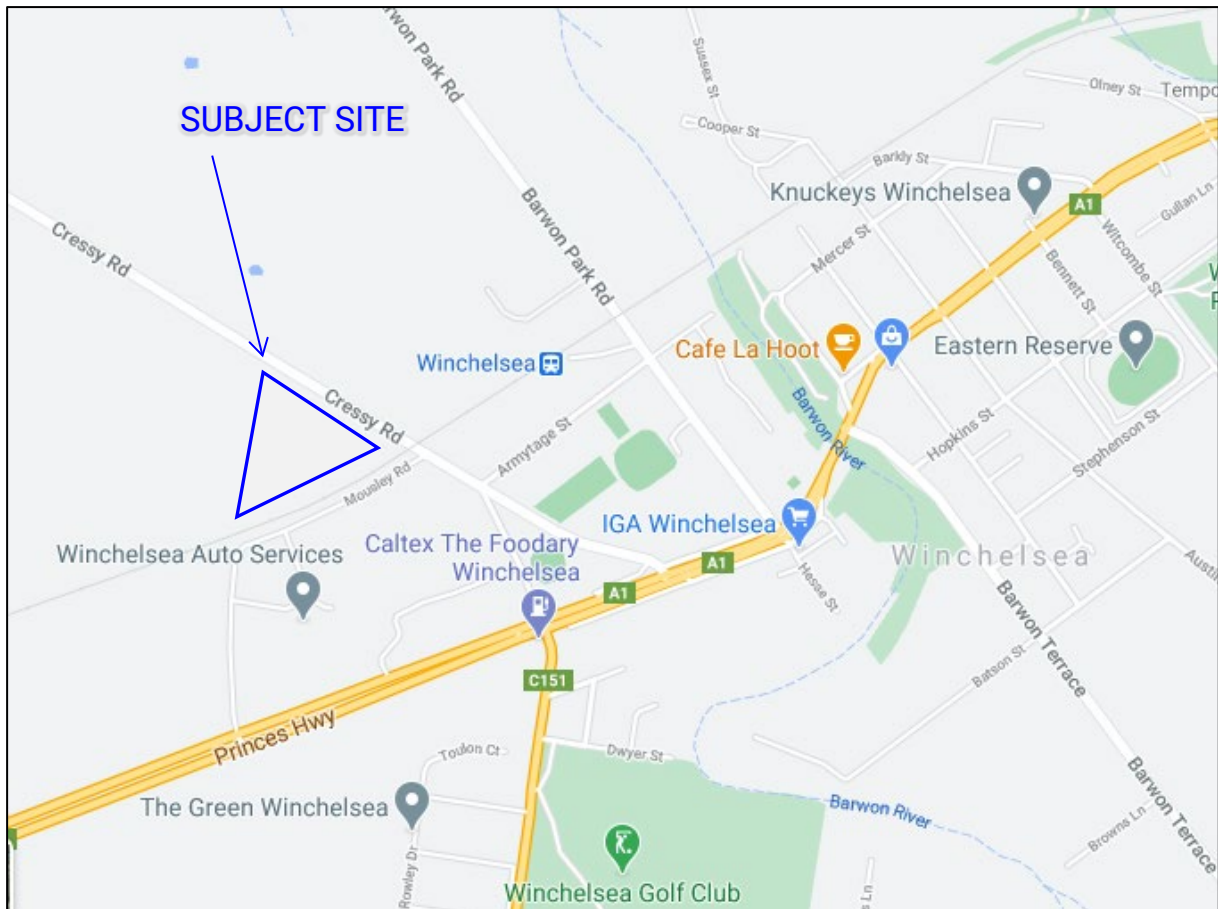 Barwon Park Rd
Sussex St
Olney St
Tempo
SUBJECT SITE
Cooper St
Barkly St
Knuckeys Winchelsea
A1
Gullan Ln
Cressy Rd
Barwon Park Rd
Mercer St
Bennett St
Witcombe St
W
Winchelsea
Cafe La Hoot
Eastern Reserve
Cressy Rd
Armytage St
Barwon River
Hopkins St
Stephenson St
Mousley Rd
IGA Winchelsea
Winchelsea Auto Services
Caltex The Foodary
Winchelsea
A1
A1
Hesse St
Winchelsea
Austin
Barwon Terrace
Batson St
C151
Princes Hwy
Toulon Ct
Dwyer St
Barwon Terrace
The Green Winchelsea
Barwon River
Browns Ln
Rowley Dr
Winchelsea Golf Club
ns Ln